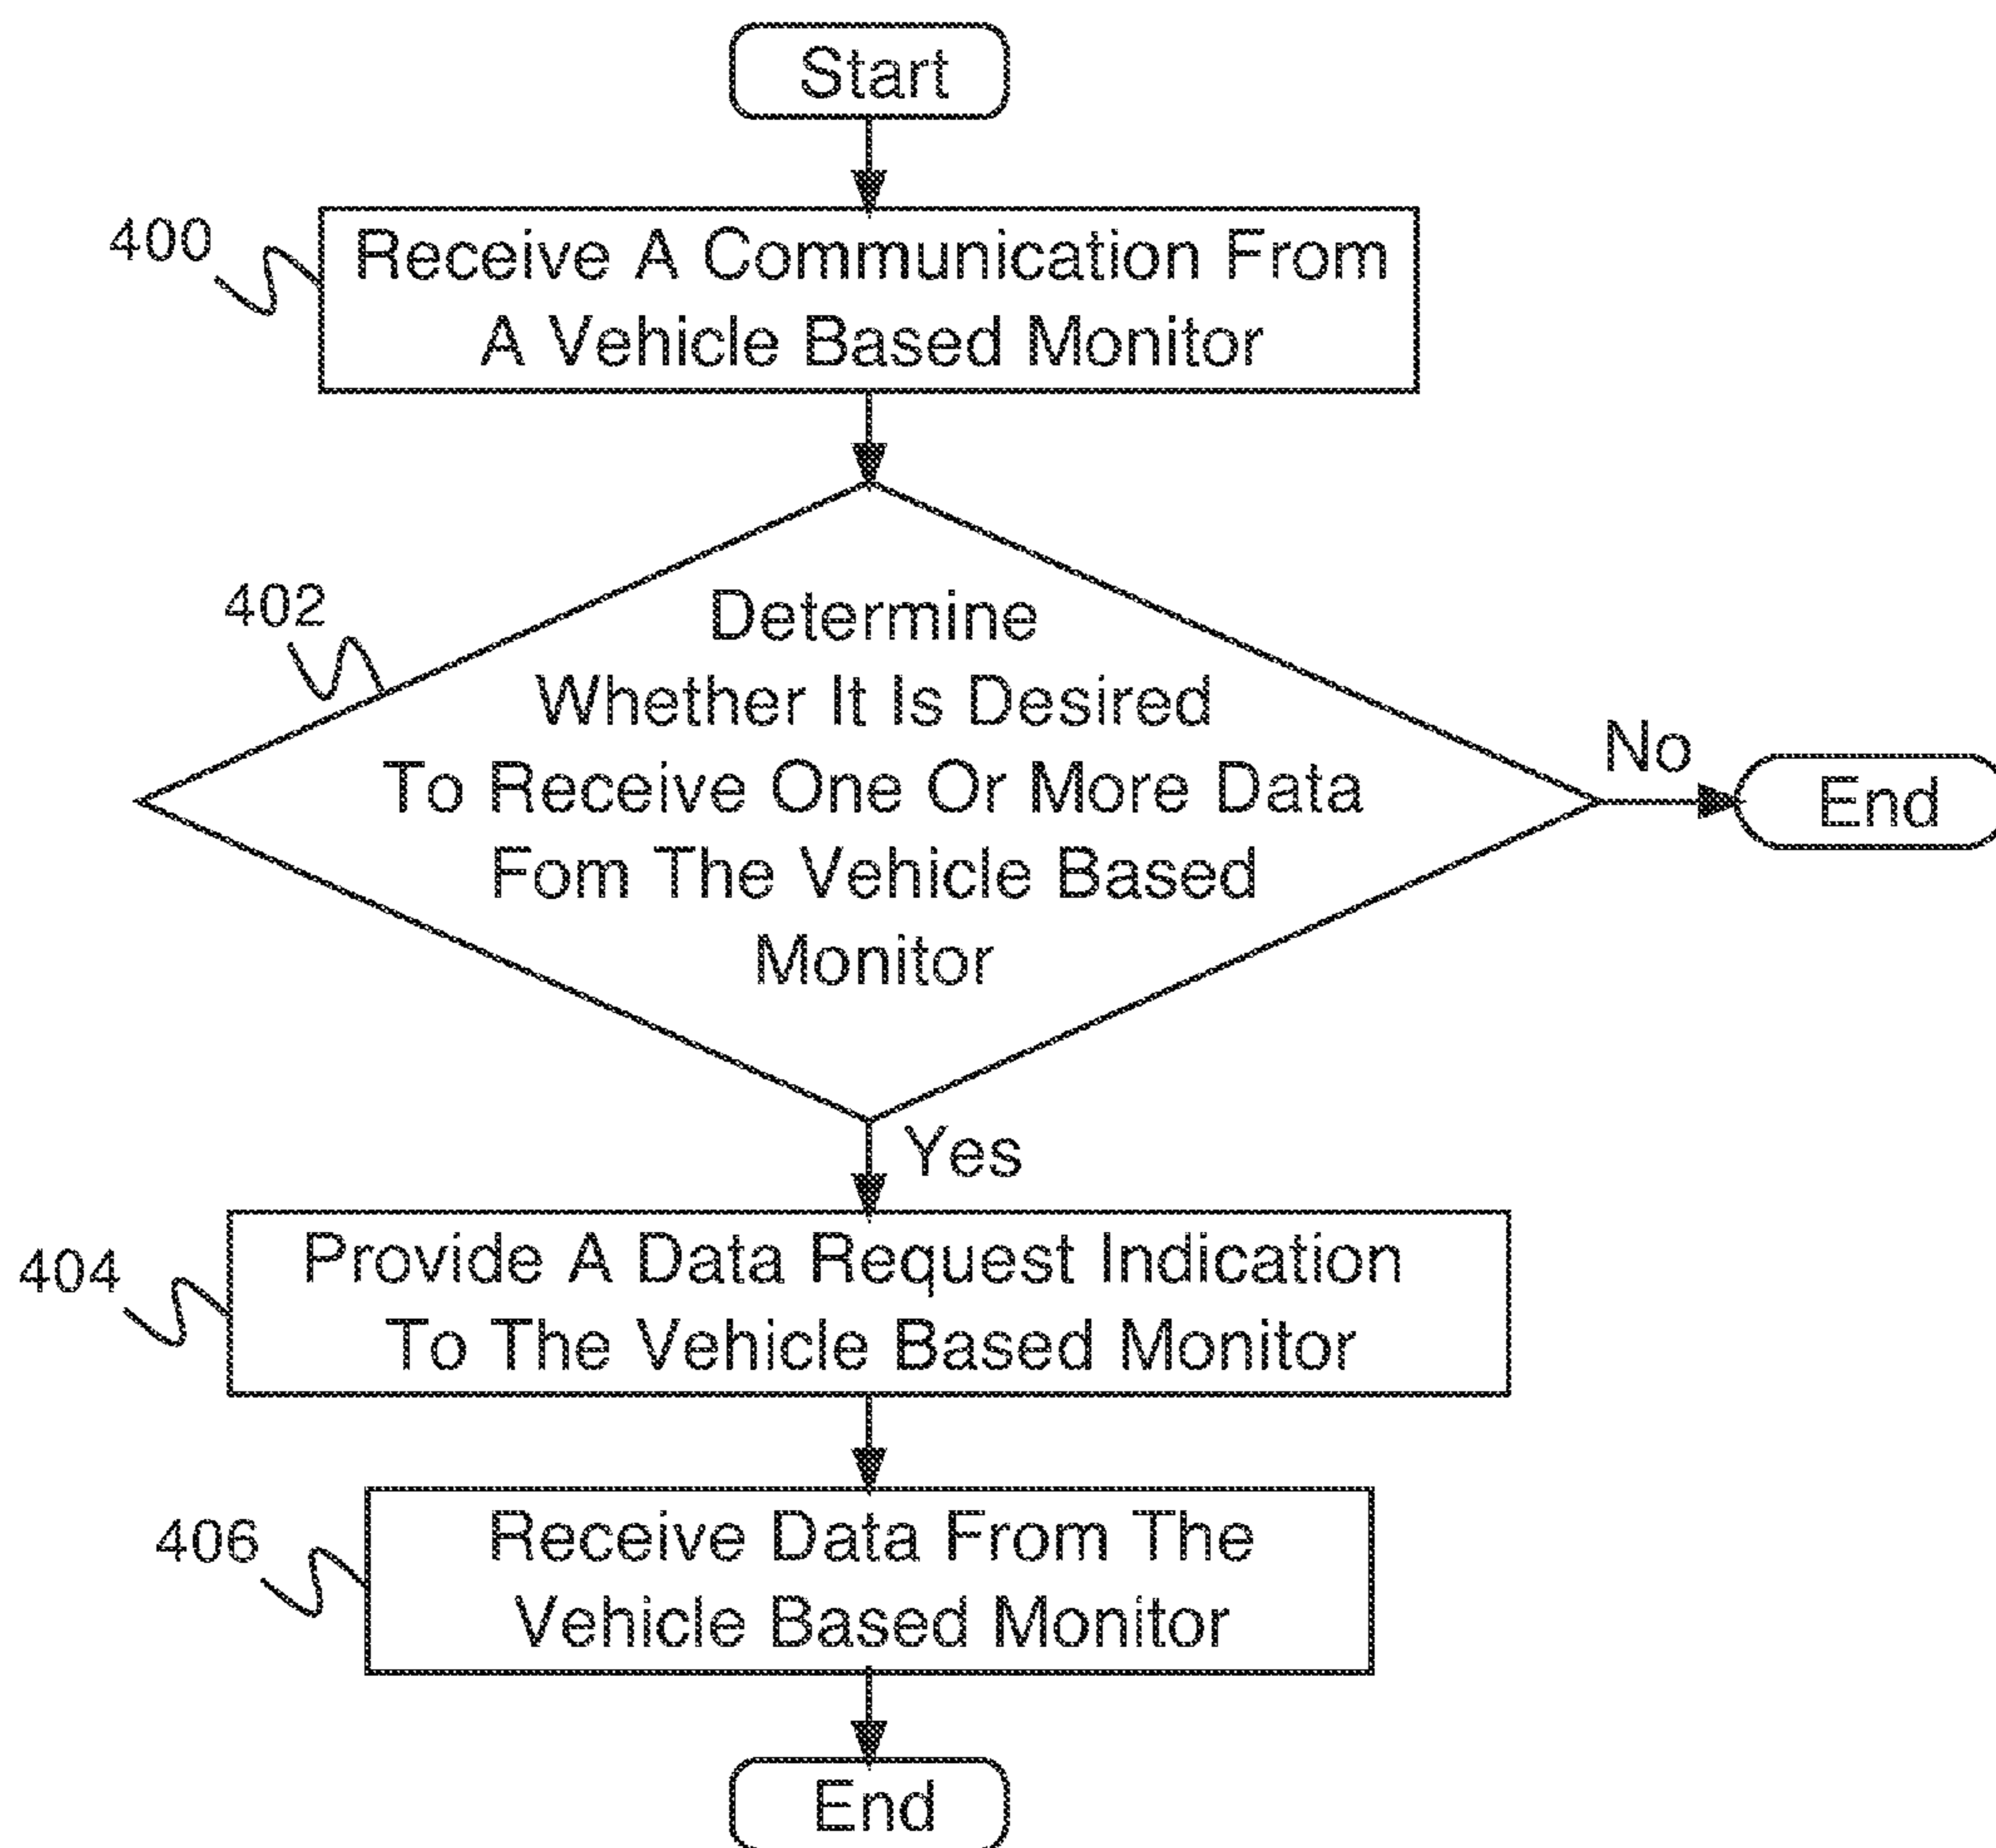 Start
400
Receive A Communication From
A Vehicle Based Monitor
402
Determine
Whether It Is Desired
To Receive One Or More Data
Fom The Vehicle Based
Monitor
No
End
Yes
404
Provide A Data Request Indication
To The Vehicle Based Monitor
406
Receive Data From The
Vehicle Based Monitor
End